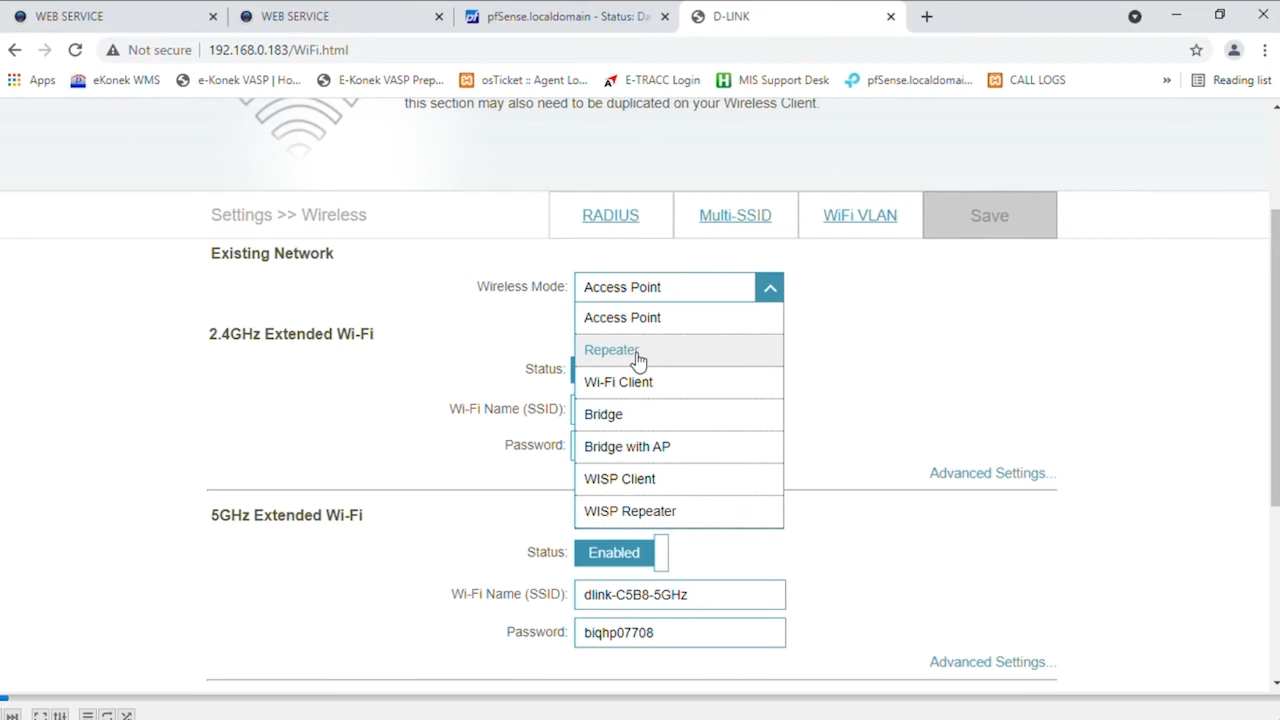 WEB SERVICE
WEB SERVICE
pfSense.localdomain - Status: Da
D-LINK
Not secure
192.168.0.183/WiFi.html
Apps
eKonek WMS
e-Konek VASP | Ho...
E-Konek VASP Prep...
osTicket :: Agent Lo...
E-TRACC Login
MIS Support Desk
pfSense.localdomai...
CALL LOGS
»
Reading list
this section may also need to be duplicated on your Wireless Client.
Settings >> Wireless
RADIUS
Multi-SSID
WiFi VLAN
Save
Existing Network
Wireless Mode: Access Point
Access Point
2.4GHz Extended Wi-Fi
Repeater
Status:
Wi-Fi Client
Wi-Fi Name (SSID):
Bridge
Password:
Bridge with AP
Advanced Settings...
WISP Client
WISP Repeater
5GHz Extended Wi-Fi
Status: Enabled
Wi-Fi Name (SSID): dlink-C5B8-5GHz
Password: biqhp07708
Advanced Settings...